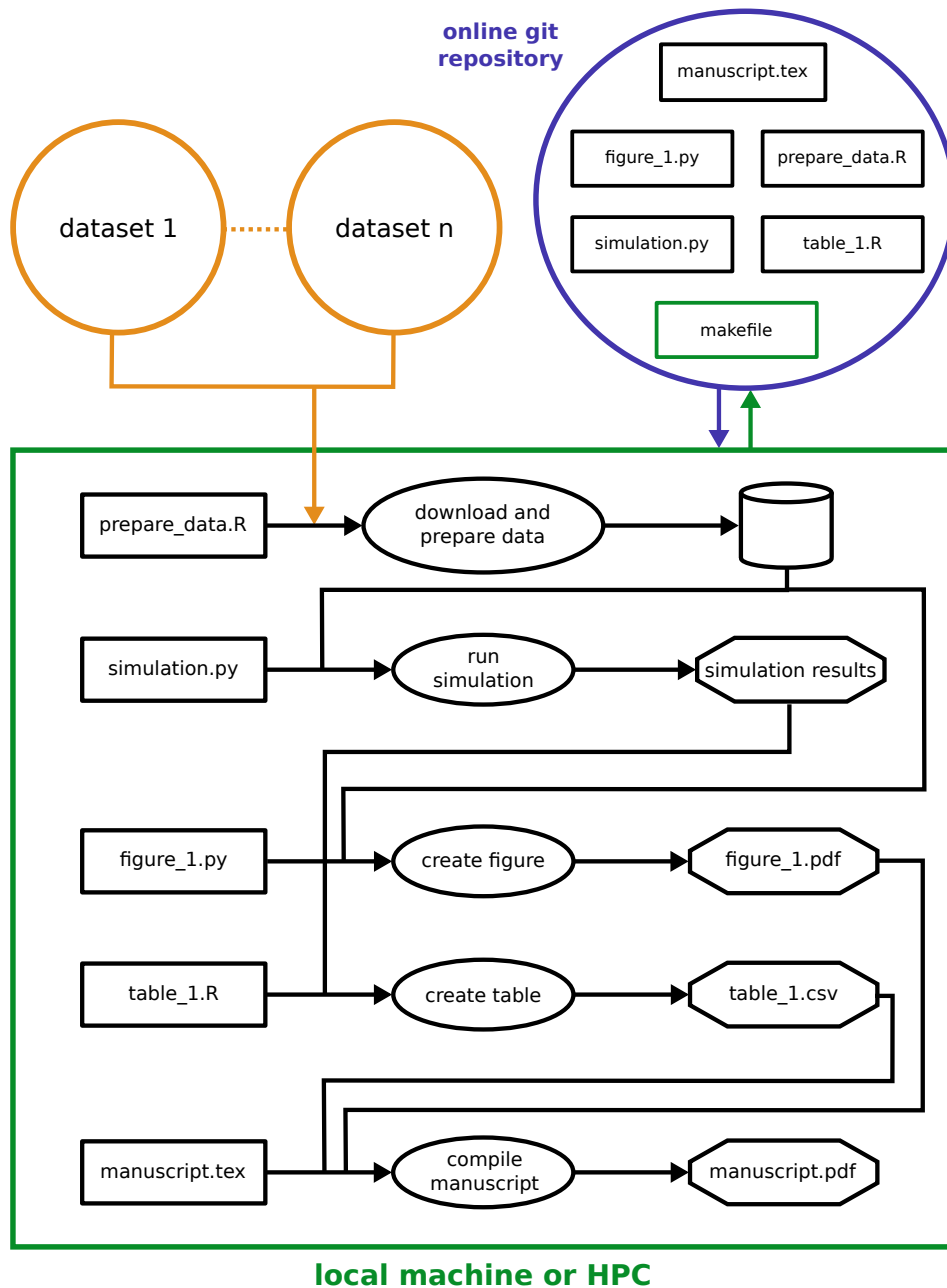 online git
repository
manuscript.tex
figure_1.py
prepare_data.R
simulation.py
table_1.R
makefile
dataset 1
dataset n
prepare_data.R
download and
prepare data
simulation.py
run
simulation
simulation results
figure_1.py
create figure
figure_1.pdf
table_1.R
create table
table_1.csv
manuscript.tex
compile
manuscript
manuscript.pdf
local machine or HPC